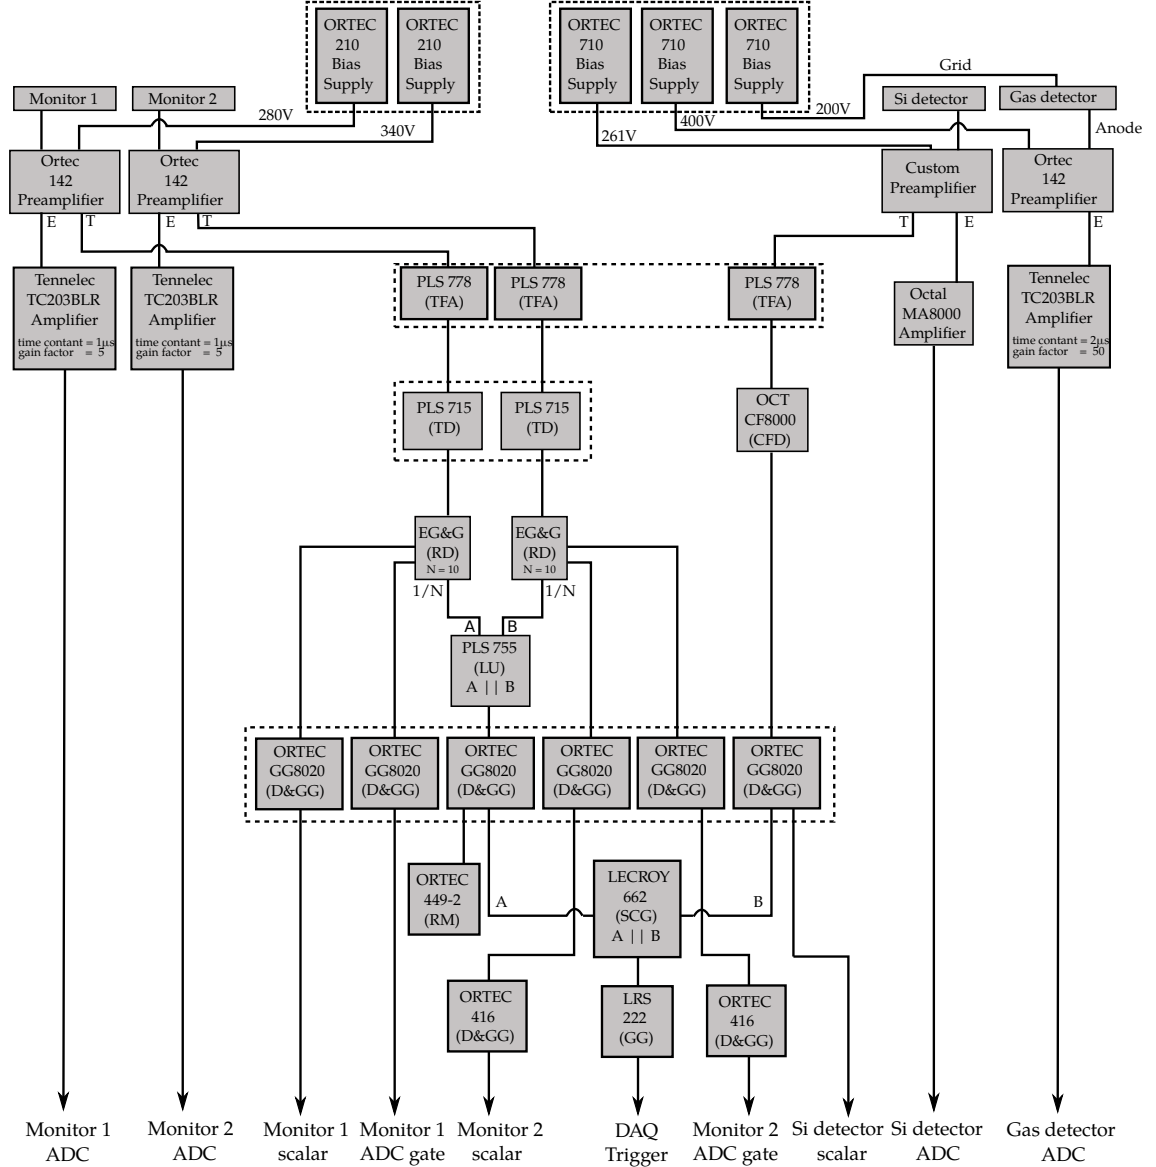 ORTEC
210
Bias
Supply
ORTEC
210
Bias
Supply
ORTEC
710
Bias
Supply
ORTEC
710
Bias
Supply
ORTEC
710
Bias
Supply
Grid
Monitor 1
Monitor 2
Si detector
Gas detector
280V
340V
261V
400V
200V
Anode
Ortec
142
Preamplifier
Ortec
142
Preamplifier
Custom
Preamplifier
Ortec
142
Preamplifier
E
T
E
T
T
E
E
Tennelec
TC203BLR
Amplifier
time contant = 1μs
gain factor = 5
Tennelec
TC203BLR
Amplifier
time contant = 1μs
gain factor = 5
PLS 778
(TFA)
PLS 778
(TFA)
PLS 778
(TFA)
Octal
MA8000
Amplifier
Tennelec
TC203BLR
Amplifier
time contant = 2μs
gain factor = 50
PLS 715
(TD)
PLS 715
(TD)
OCT
CF8000
(CFD)
EG&G
(RD)
N = 10
EG&G
(RD)
N = 10
1/N
1/N
A
B
PLS 755
(LU)
A || B
ORTEC
GG8020
(D&GG)
ORTEC
GG8020
(D&GG)
ORTEC
GG8020
(D&GG)
ORTEC
GG8020
(D&GG)
ORTEC
GG8020
(D&GG)
ORTEC
GG8020
(D&GG)
ORTEC
449-2
(RM)
A
LECROY
662
(SCG)
A || B
B
ORTEC
416
(D&GG)
LRS
222
(GG)
ORTEC
416
(D&GG)
Monitor 1
ADC
Monitor 2
ADC
Monitor 1
scalar
Monitor 1
ADC gate
Monitor 2
scalar
DAQ
Trigger
Monitor 2
ADC gate
Si detector
scalar
Si detector
ADC
Gas detector
ADC